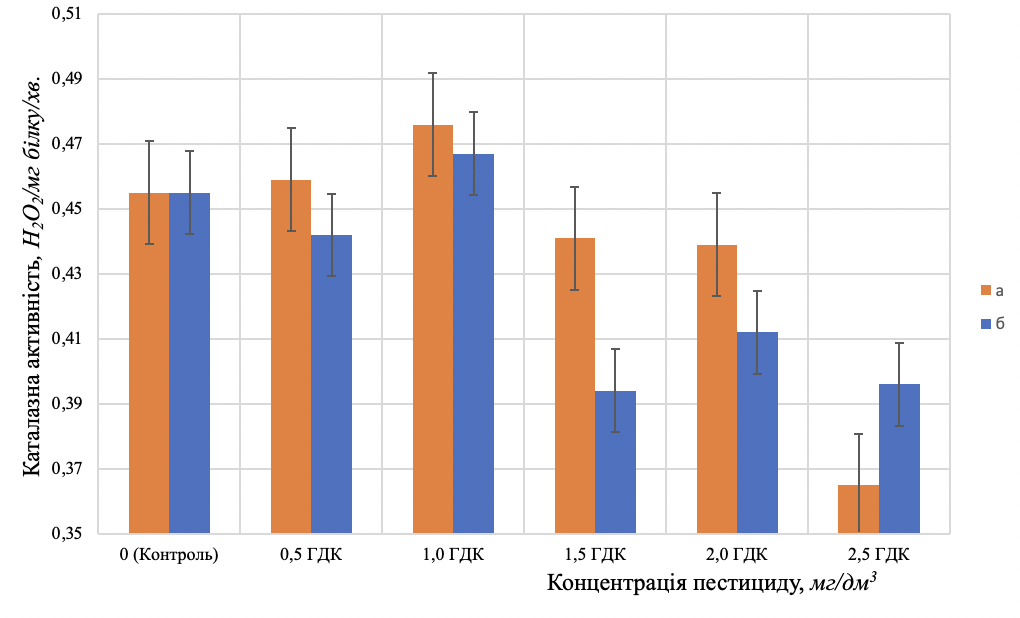 Каталазна активність, H₂O₂/мг білку/хв.
0,51
0,49
0,47
0,45
0,43
0,41
0,39
0,37
0,35
0 (Контроль)
0,5 ГДК
1,0 ГДК
1,5 ГДК
2,0 ГДК
2,5 ГДК
Концентрація пестициду, мг/дм³
а
б